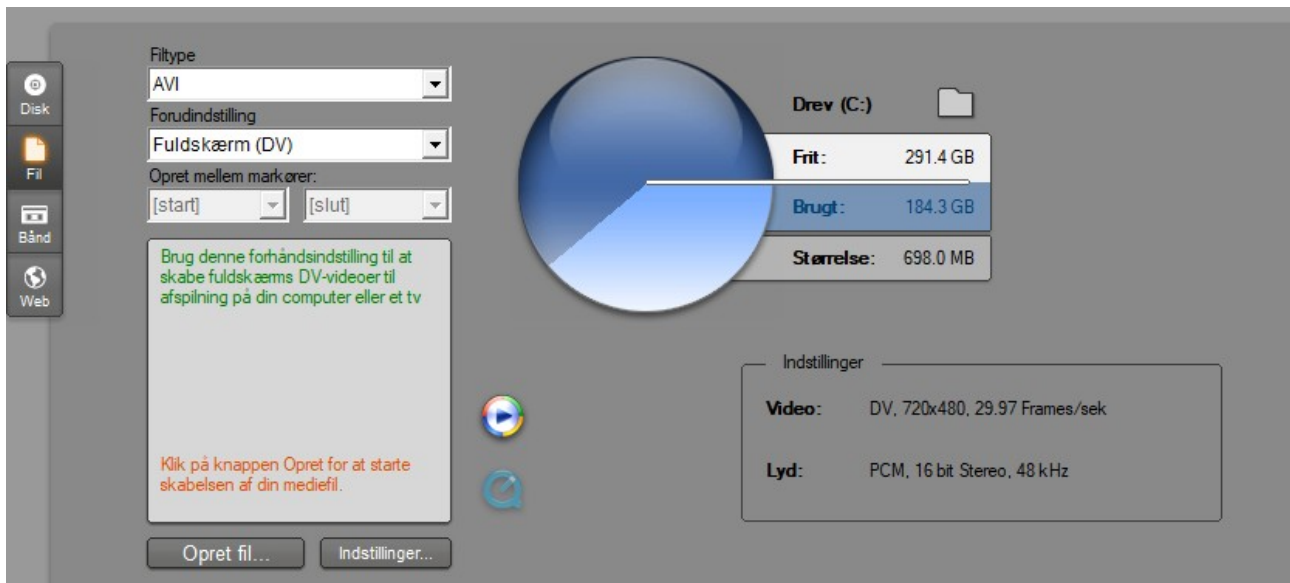 Disk
Fil
Bånd
Web
Filtype
AVI
Forudindstilling
Fuldskærm (DV)
Opret mellem markører:
[start] [slut]
Brug denne forhåndsindstilling til at
skabe fuldskærms DV-videoer til
afspilning på din computer eller et tv
Klik på knappen Opret for at starte
skabelsen af din mediefil.
Opret fil... Indstillinger...
Drev (C:)
Frit: 291.4 GB
Brugt: 184.3 GB
Størrelse: 698.0 MB
Indstillinger
Video: DV, 720x480, 29.97 Frames/sek
Lyd: PCM, 16 bit Stereo, 48 kHz